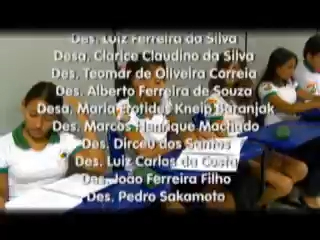 Des. Luiz Ferreira da Silva
Desa. Clarice Claudino da Silva
Des. Teomar de Oliveira Correia
Des. Alberto Ferreira de Souza
Desa. Maria Erotides Kneip Baranjak
Des. Marcos Henrique Machado
Des. Dirceu dos Santos
Des. Luiz Carlos da Costa
Des. João Ferreira Filho
Des. Pedro Sakamoto